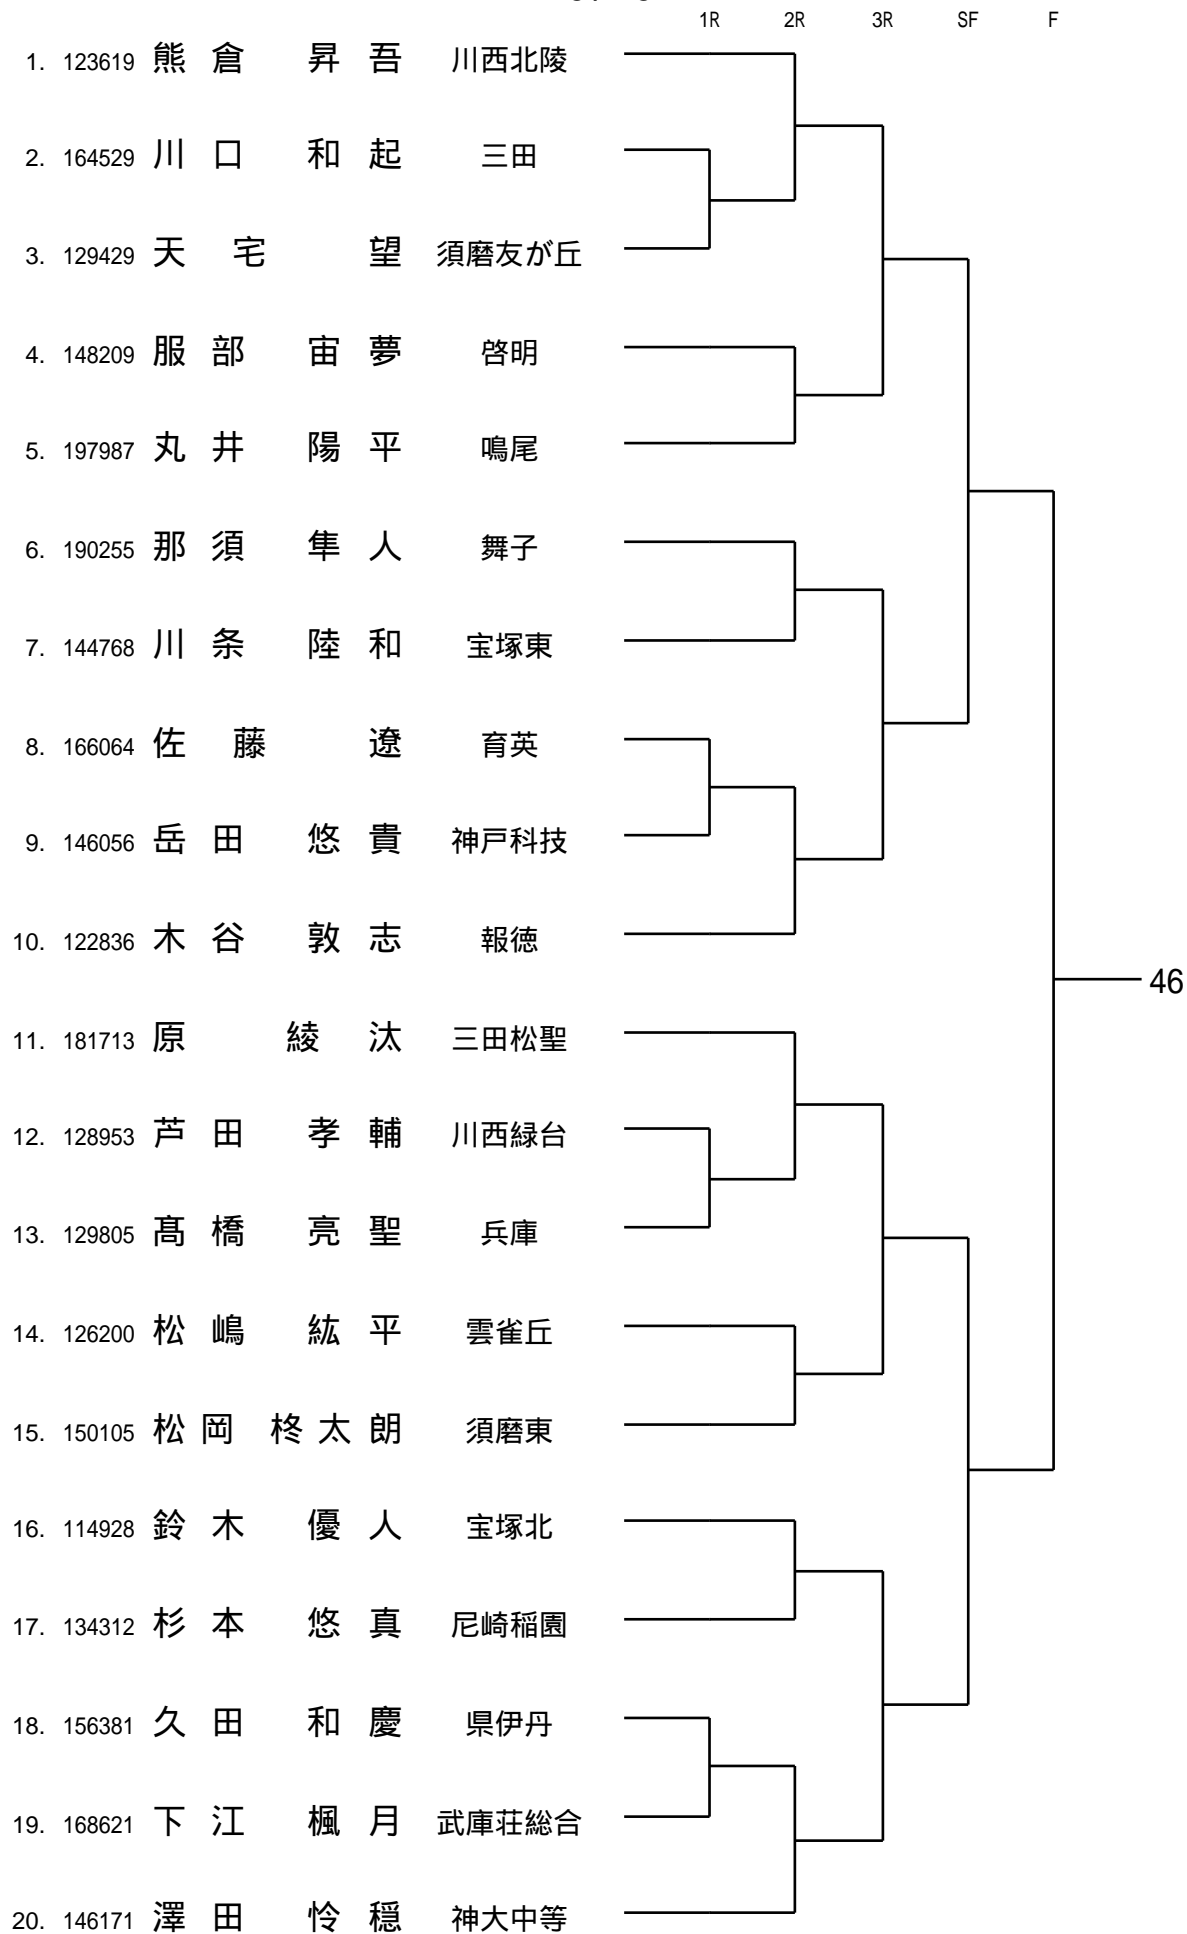 1R 2R 3R SF F
1. 123619 熊倉 昇吾 川西北陵
2. 164529 川口 和起 三田
3. 129429 天宅 望 須磨友が丘
4. 148209 服部 宙夢 啓明
5. 197987 丸井 陽平 鳴尾
6. 190255 那須 隼人 舞子
7. 144768 川条 陸和 宝塚東
8. 166064 佐藤 遼 育英
9. 146056 岳田 悠貴 神戸科技
10. 122836 木谷 敦志 報徳
46
11. 181713 原 綾汰 三田松聖
12. 128953 芦田 孝輔 川西緑台
13. 129805 髙橋 亮聖 兵庫
14. 126200 松嶋 紘平 雲雀丘
15. 150105 松岡 柊太朗 須磨東
16. 114928 鈴木 優人 宝塚北
17. 134312 杉本 悠真 尼崎稲園
18. 156381 久田 和慶 県伊丹
19. 168621 下江 楓月 武庫荘総合
20. 146171 澤田 怜穏 神大中等